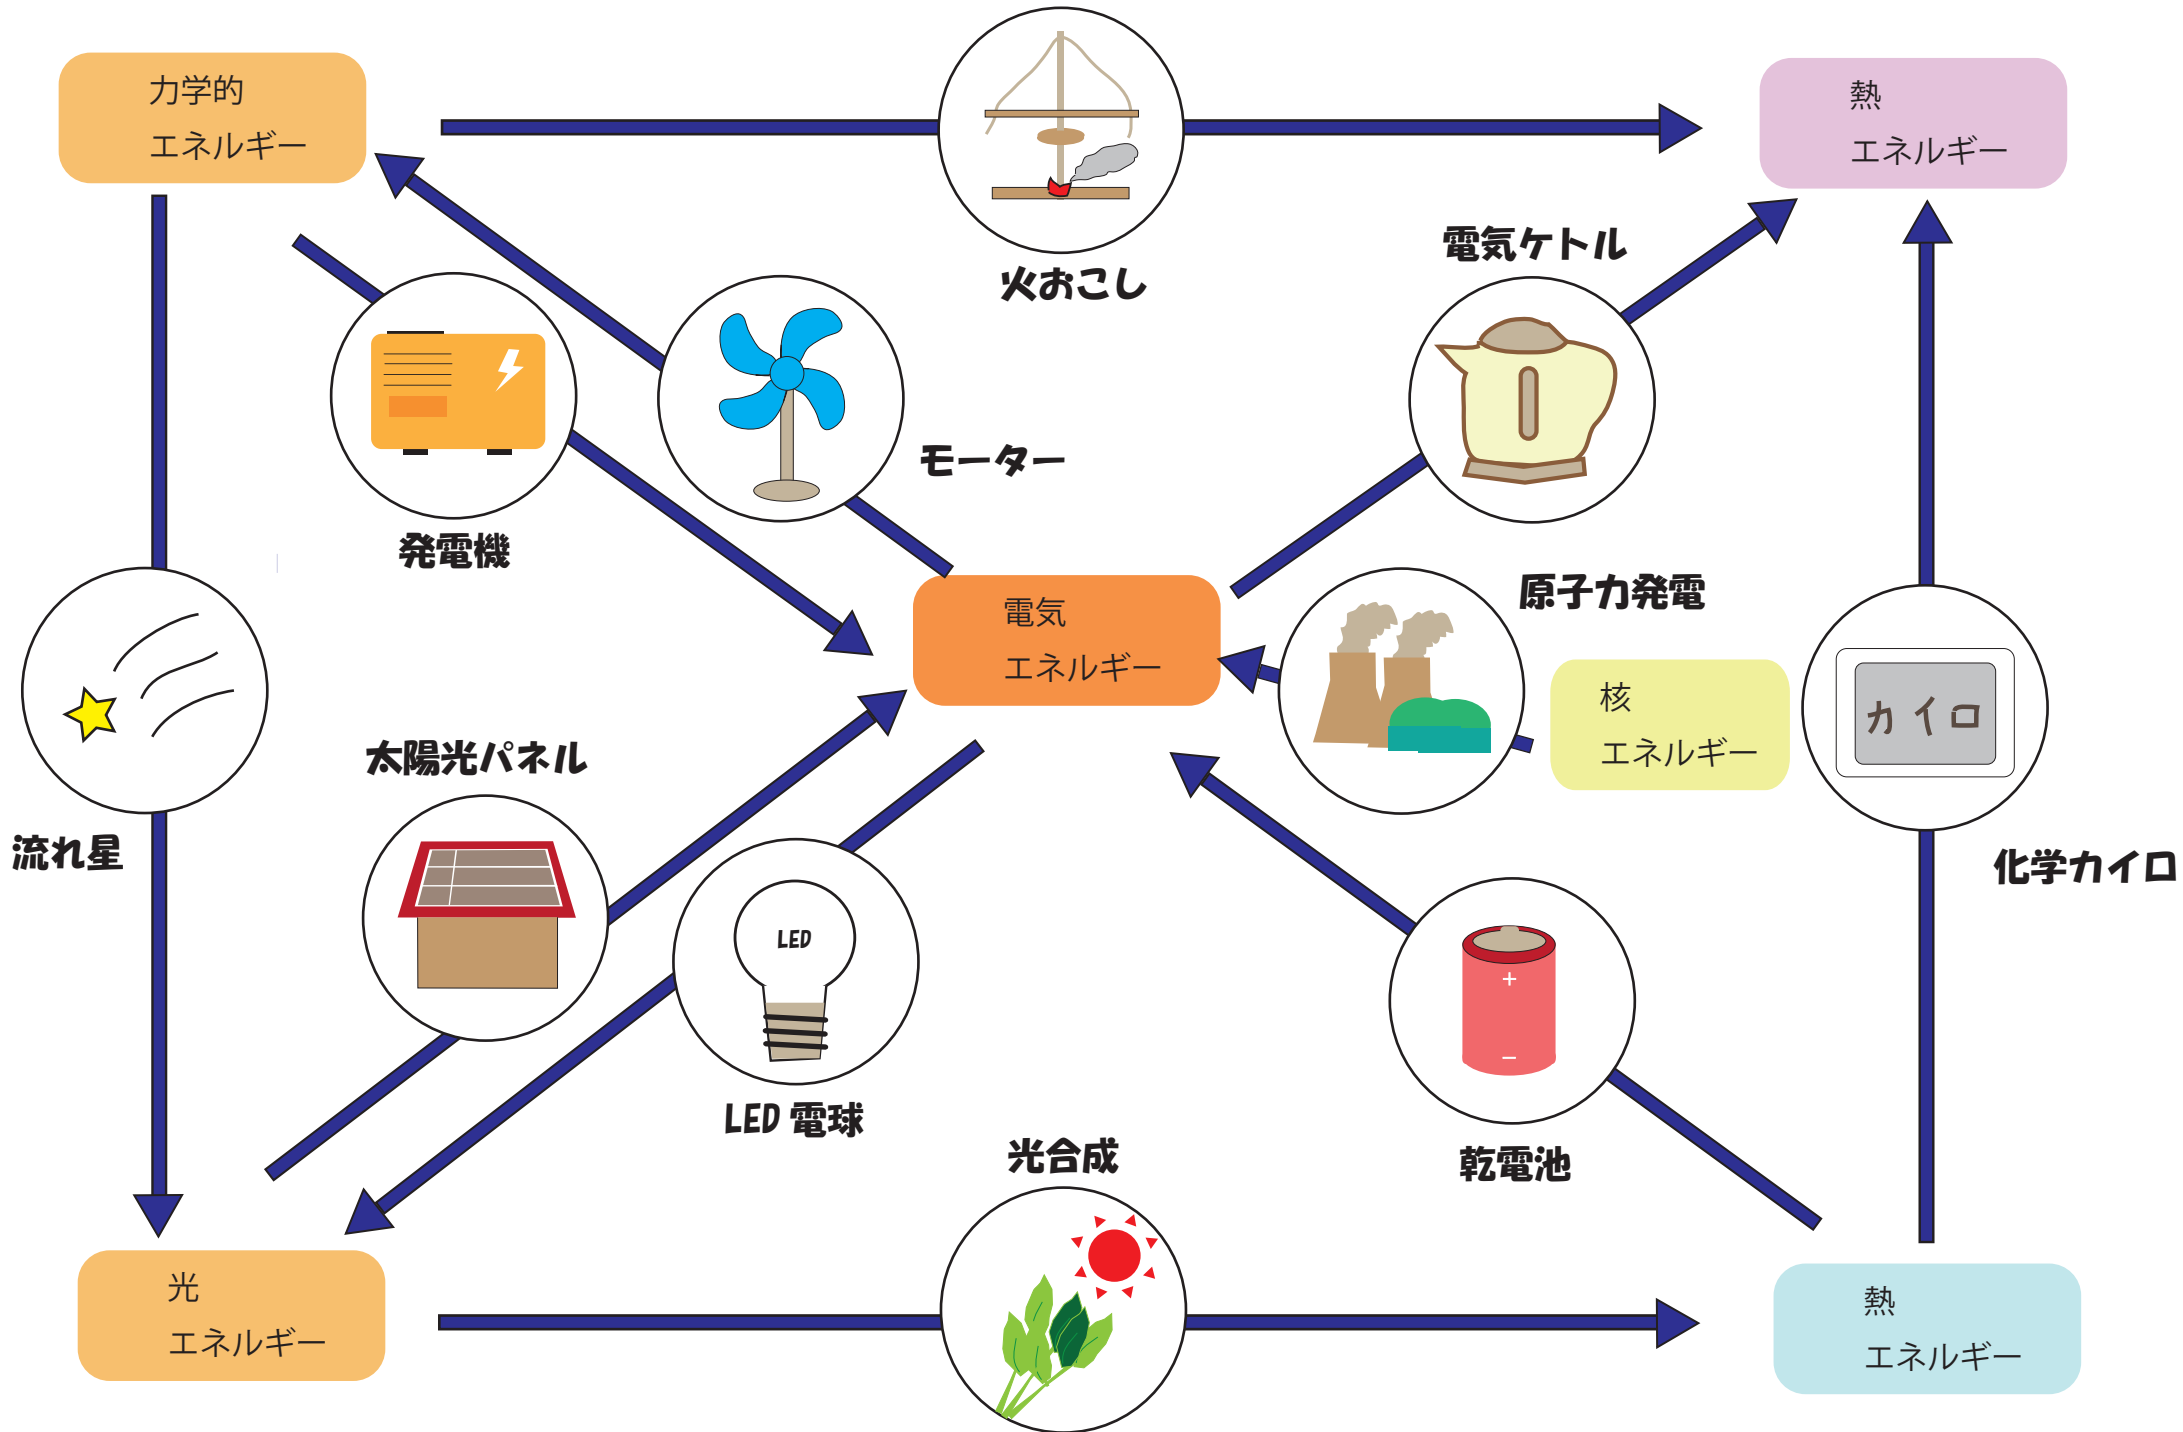 力学的
エネルギー
熱
エネルギー
火おこし
電気ケトル
モーター
発電機
電気
エネルギー
原子力発電
核
エネルギー
カイロ
太陽光パネル
流れ星
化学カイロ
LED
+
−
LED 電球
光合成
乾電池
光
エネルギー
熱
エネルギー